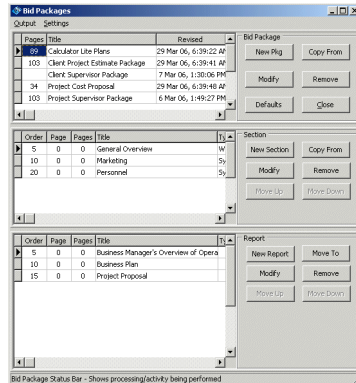 Bid Packages
Output Settings
Pages Title Revised
89 Calculator Lite Plans 29 Mar 06, 6:39:22 AM
103 Client Project Estimate Package 29 Mar 06, 6:39:41 AM
Client Supervisor Package 7 Mar 06, 1:30:06 PM
34 Project Cost Proposal 29 Mar 06, 6:39:48 AM
103 Project Supervisor Package 6 Mar 06, 1:49:27 PM
Bid Package
New Pkg Copy From
Modify Remove
Defaults Close
Order Page Pages Title Ty
5 0 0 General Overview W
10 0 0 Marketing Sy
20 0 0 Personnel Sy
Section
New Section Copy From
Modify Remove
Move Up Move Down
Order Page Pages Title Ty
5 0 0 Business Manager's Overview of Opera
10 0 0 Business Plan
15 0 0 Project Proposal
Report
New Report Move To
Modify Remove
Move Up Move Down
Bid Package Status Bar - Shows processing/activity being performed